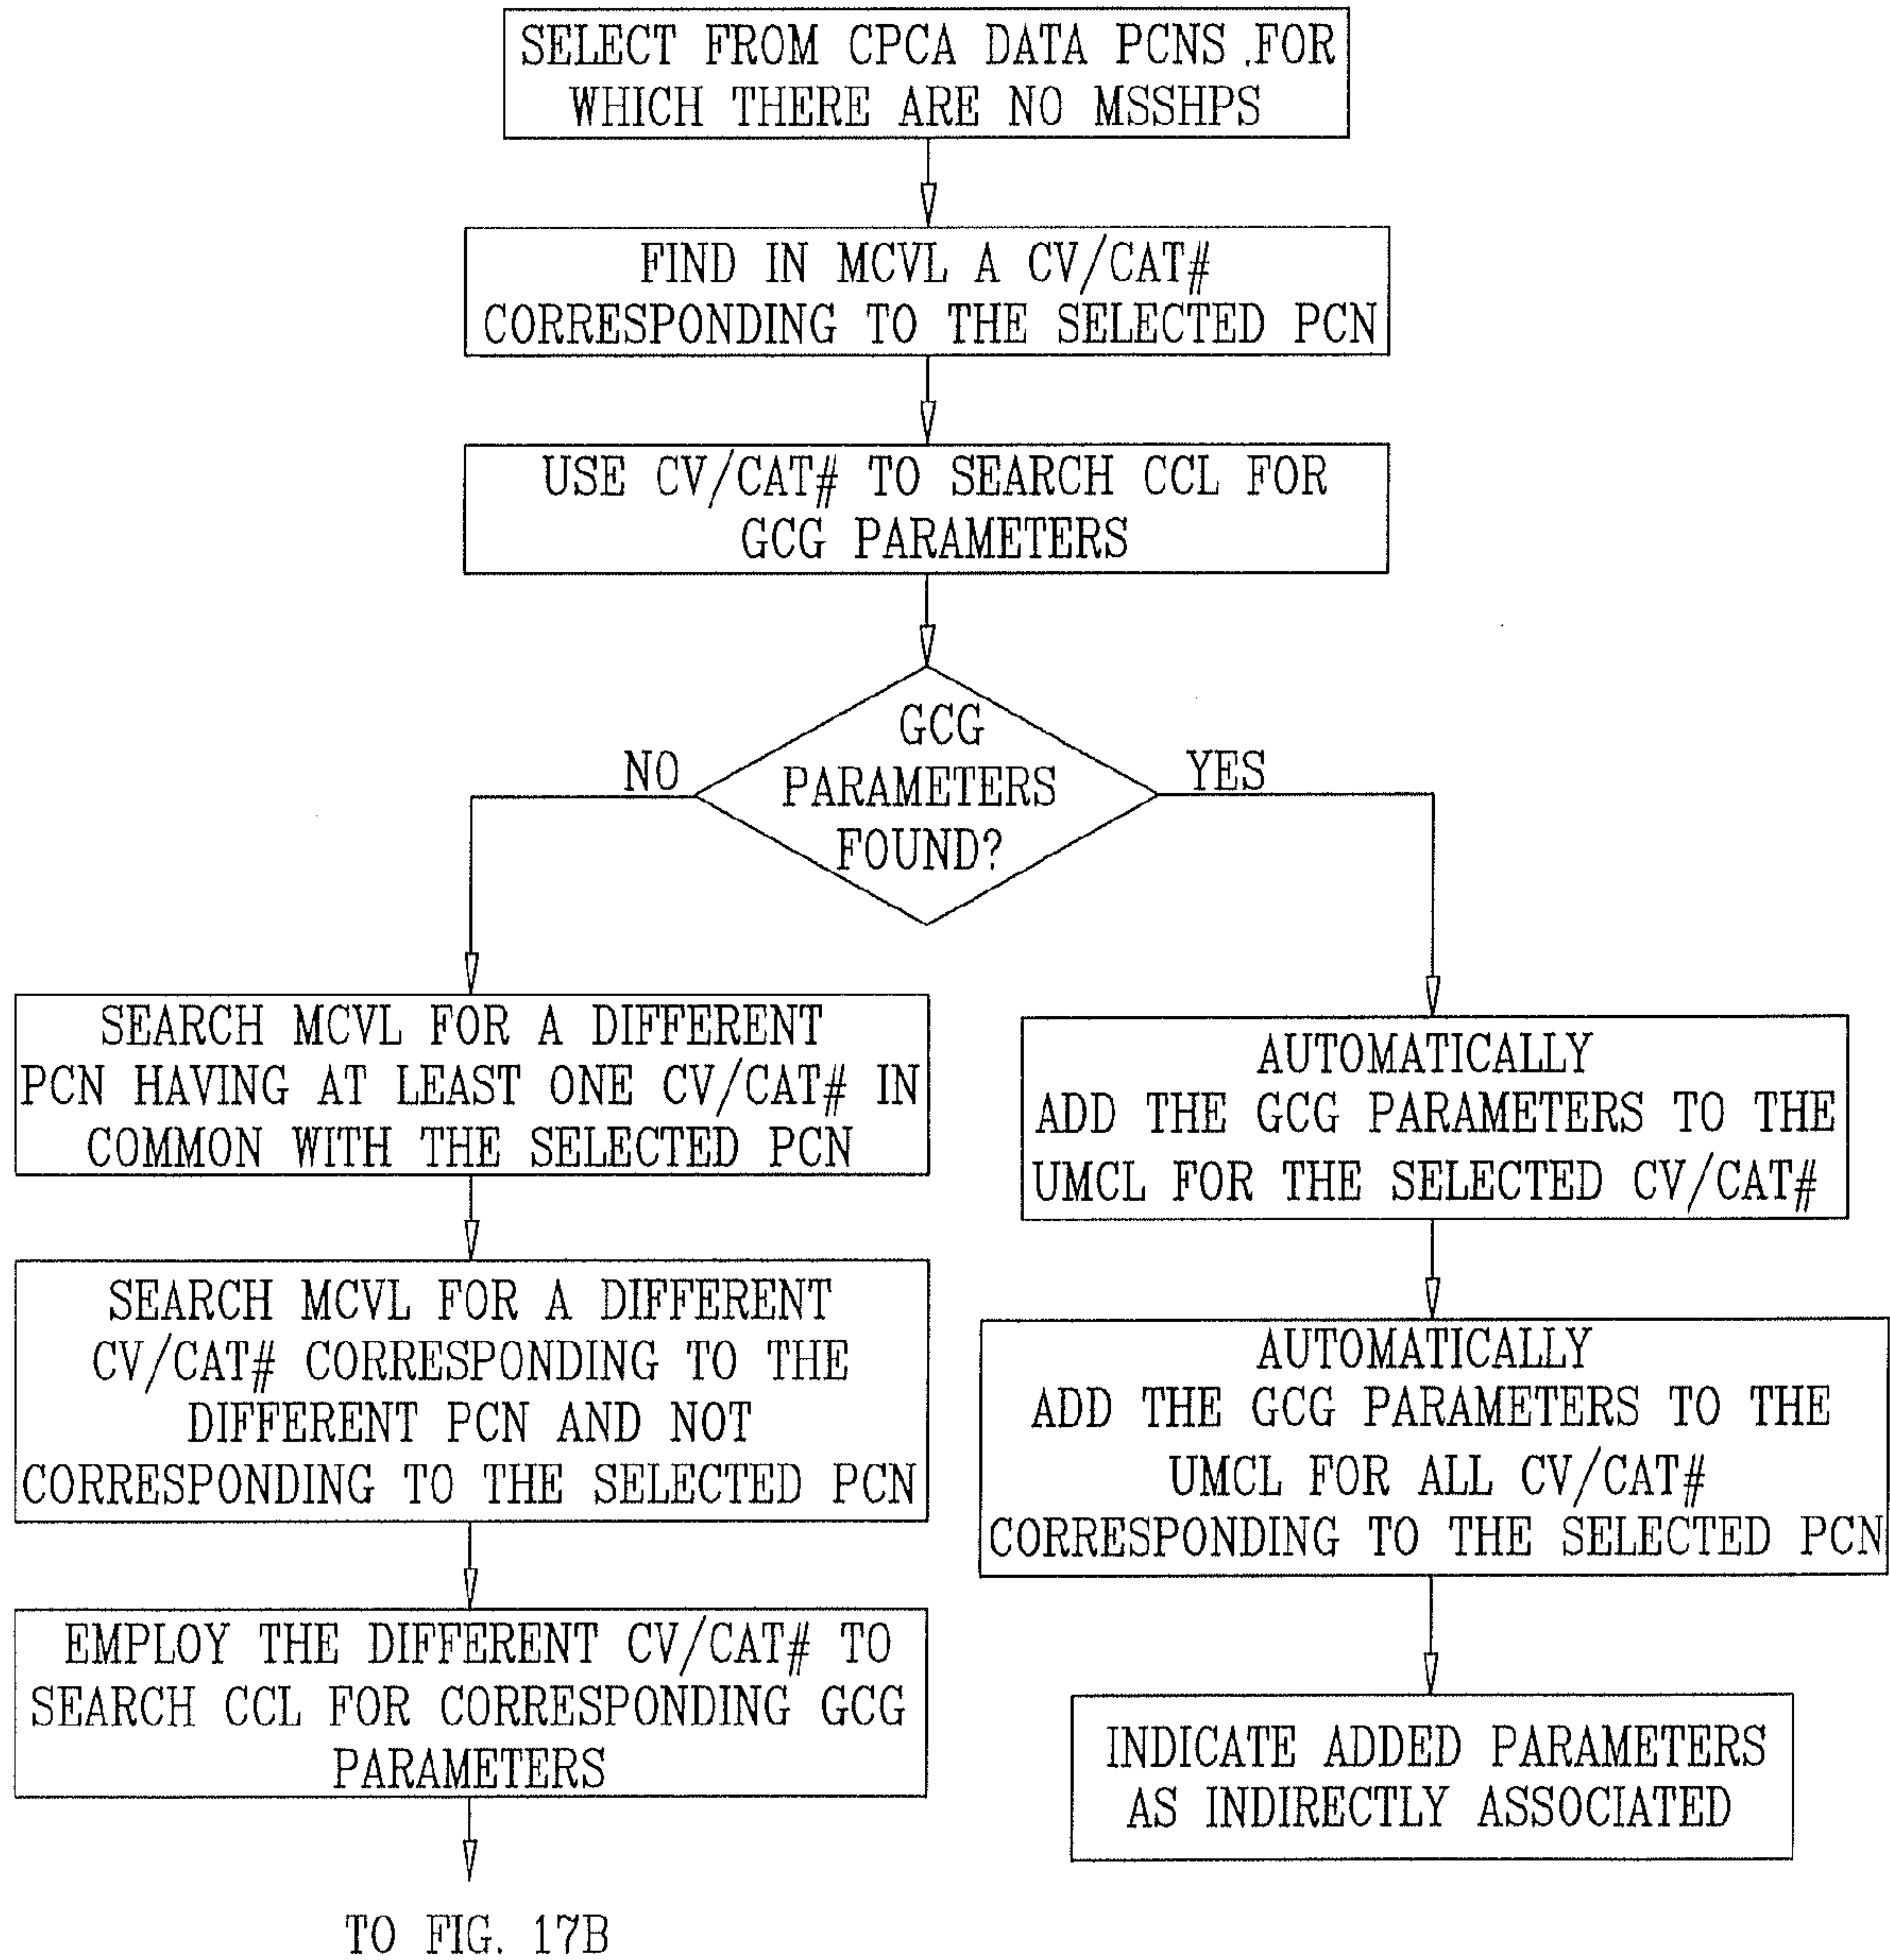 SELECT FROM CPCA DATA PCNS .FOR
WHICH THERE ARE NO MSSHPS
FIND IN MCVL A CV/CAT#
CORRESPONDING TO THE SELECTED PCN
USE CV/CAT# TO SEARCH CCL FOR
GCG PARAMETERS
GCG
PARAMETERS
FOUND?
NO
YES
SEARCH MCVL FOR A DIFFERENT
PCN HAVING AT LEAST ONE CV/CAT# IN
COMMON WITH THE SELECTED PCN
SEARCH MCVL FOR A DIFFERENT
CV/CAT# CORRESPONDING TO THE
DIFFERENT PCN AND NOT
CORRESPONDING TO THE SELECTED PCN
EMPLOY THE DIFFERENT CV/CAT# TO
SEARCH CCL FOR CORRESPONDING GCG
PARAMETERS
TO FIG. 17B
AUTOMATICALLY
ADD THE GCG PARAMETERS TO THE
UMCL FOR THE SELECTED CV/CAT#
AUTOMATICALLY
ADD THE GCG PARAMETERS TO THE
UMCL FOR ALL CV/CAT#
CORRESPONDING TO THE SELECTED PCN
INDICATE ADDED PARAMETERS
AS INDIRECTLY ASSOCIATED